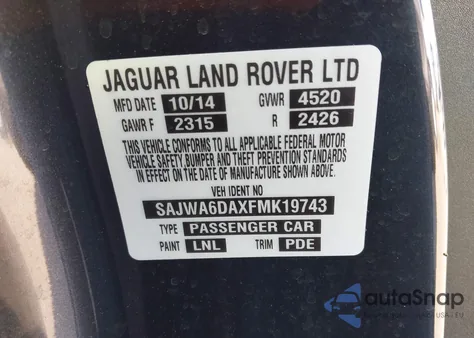 JAGUAR LAND ROVER LTD
MFD DATE 10/14 GVWR 4520
GAWR F 2315 R 2426
THIS VEHICLE CONFORMS TO ALL APPLICABLE FEDERAL MOTOR
VEHICLE SAFETY, BUMPER AND THEFT PREVENTION STANDARDS
IN EFFECT ON THE DATE OF MANUFACTURE SHOWN ABOVE.
VEH IDENT NO
SAJWA6DAXFMK19743
TYPE PASSENGER CAR
PAINT LNL TRIM PDE
autoSnap